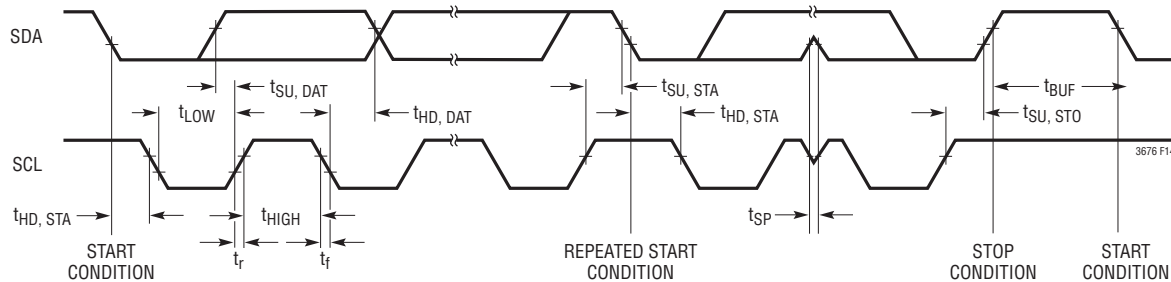 SDA
tSU, DAT
tSU, STA
tBUF
tLOW
tHD, DAT
tHD, STA
tSU, STO
SCL
3676 F14
tHD, STA
tHIGH
tSP
tr
tf
START
CONDITION
REPEATED START
CONDITION
STOP
CONDITION
START
CONDITION